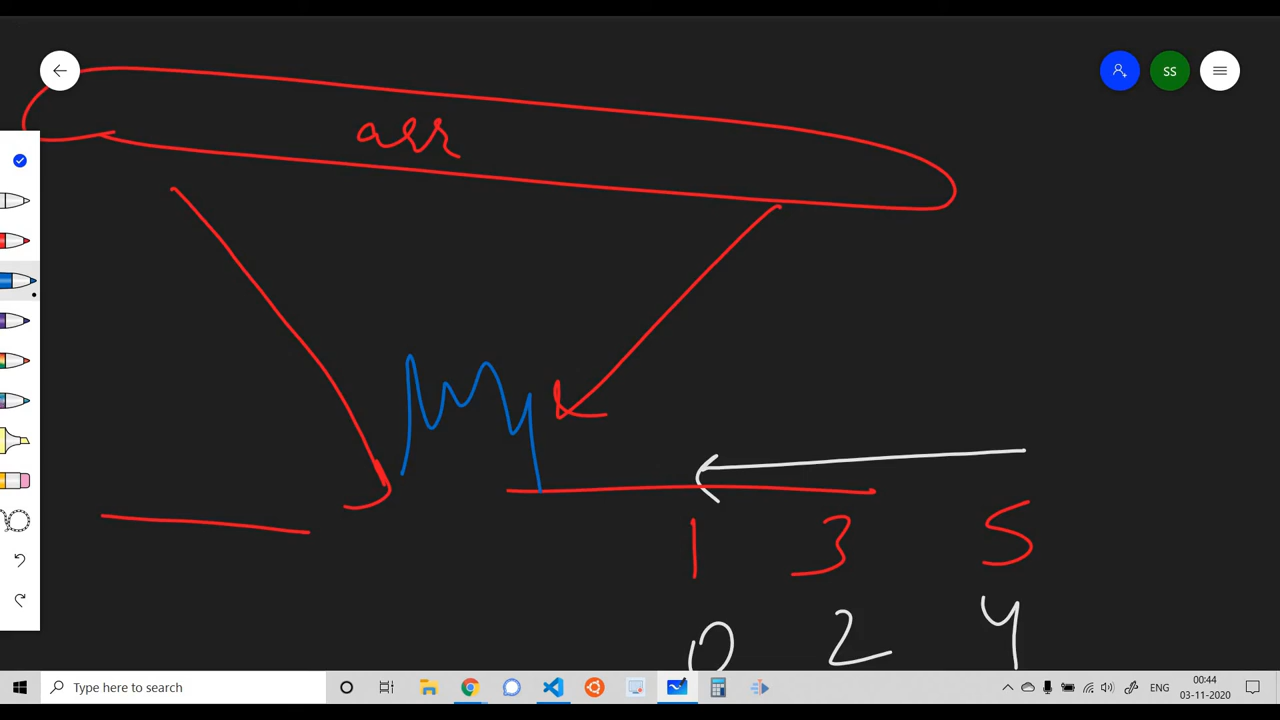 arr
SS
M
1 3 5
0 2 4
Type here to search
ENG
00:44
03-11-2020